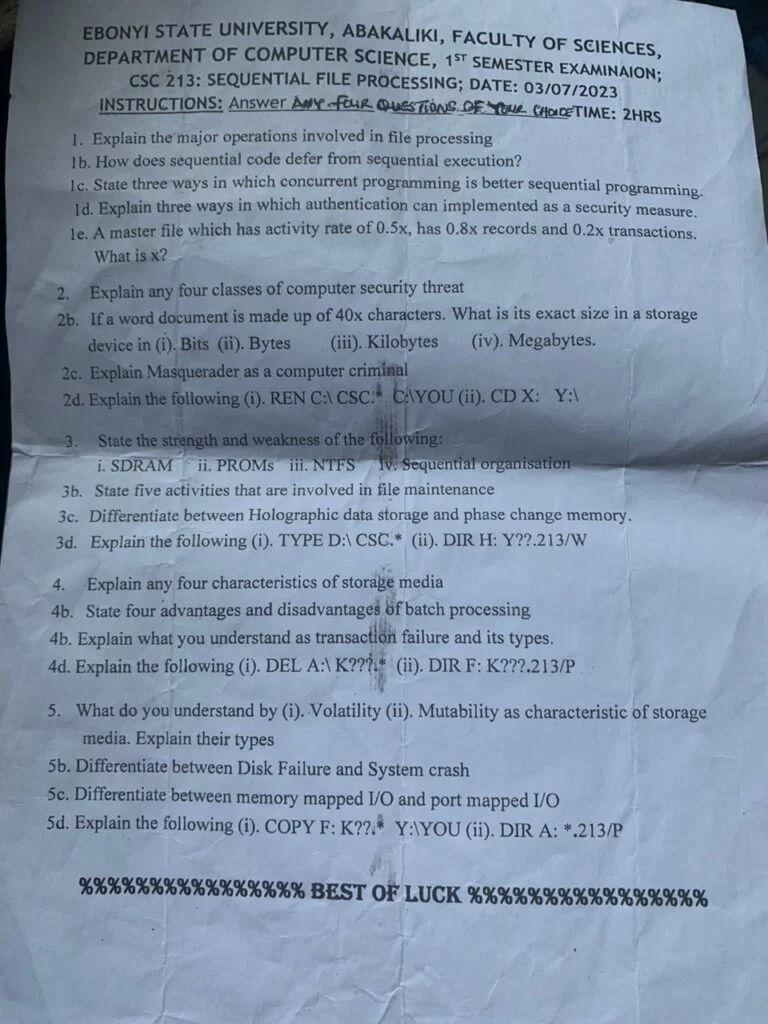 EBONYI STATE UNIVERSITY, ABAKALIKI, FACULTY OF SCIENCES,
DEPARTMENT OF COMPUTER SCIENCE, 1ST SEMESTER EXAMINAION;
CSC 213: SEQUENTIAL FILE PROCESSING; DATE: 03/07/2023
INSTRUCTIONS: Answer ANY FOUR QUESTIONS OF YOUR CHOICE TIME: 2HRS
1. Explain the major operations involved in file processing
1b. How does sequential code defer from sequential execution?
1c. State three ways in which concurrent programming is better sequential programming.
1d. Explain three ways in which authentication can implemented as a security measure.
1e. A master file which has activity rate of 0.5x, has 0.8x records and 0.2x transactions.
What is x?
2. Explain any four classes of computer security threat
2b. If a word document is made up of 40x characters. What is its exact size in a storage
device in (i). Bits (ii). Bytes (iii). Kilobytes (iv). Megabytes.
2c. Explain Masquerader as a computer criminal
2d. Explain the following (i). REN C:\ CSC.* C:\YOU (ii). CD X: Y:\
3. State the strength and weakness of the following:
i. SDRAM ii. PROMs iii. NTFS iv. Sequential organisation
3b. State five activities that are involved in file maintenance
3c. Differentiate between Holographic data storage and phase change memory.
3d. Explain the following (i). TYPE D:\ CSC.* (ii). DIR H: Y??.213/W
4. Explain any four characteristics of storage media
4b. State four advantages and disadvantages of batch processing
4b. Explain what you understand as transaction failure and its types.
4d. Explain the following (i). DEL A:\ K???.* (ii). DIR F: K???.213/P
5. What do you understand by (i). Volatility (ii). Mutability as characteristic of storage
media. Explain their types
5b. Differentiate between Disk Failure and System crash
5c. Differentiate between memory mapped I/O and port mapped I/O
5d. Explain the following (i). COPY F: K??.* Y:\YOU (ii). DIR A: *.213/P
%%%%%%%%%%%%%%%% BEST OF LUCK %%%%%%%%%%%%%%%%%